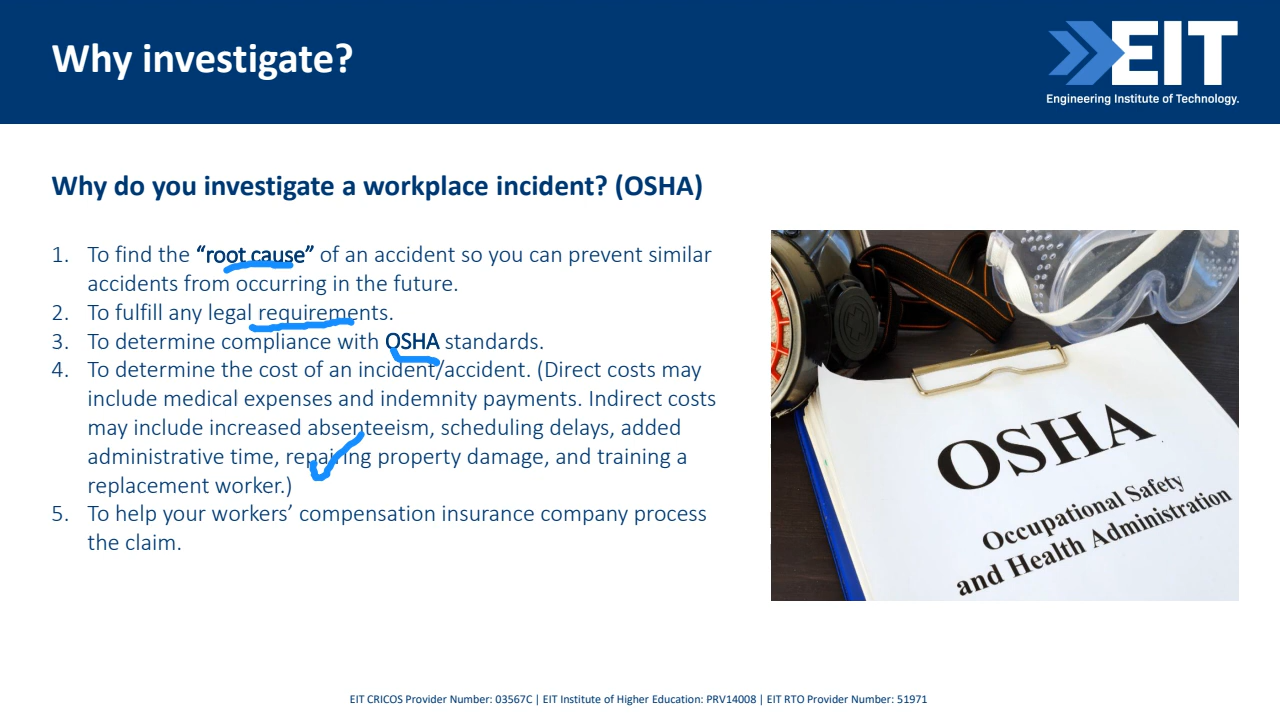 Why investigate?
EIT
Engineering Institute of Technology.
Why do you investigate a workplace incident? (OSHA)
1. To find the “root cause” of an accident so you can prevent similar
accidents from occurring in the future.
2. To fulfill any legal requirements.
3. To determine compliance with OSHA standards.
4. To determine the cost of an incident/accident. (Direct costs may
include medical expenses and indemnity payments. Indirect costs
may include increased absenteeism, scheduling delays, added
administrative time, repairing property damage, and training a
replacement worker.)
5. To help your workers’ compensation insurance company process
the claim.
OSHA
Occupational Safety
and Health Administration
EIT CRICOS Provider Number: 03567C | EIT Institute of Higher Education: PRV14008 | EIT RTO Provider Number: 51971